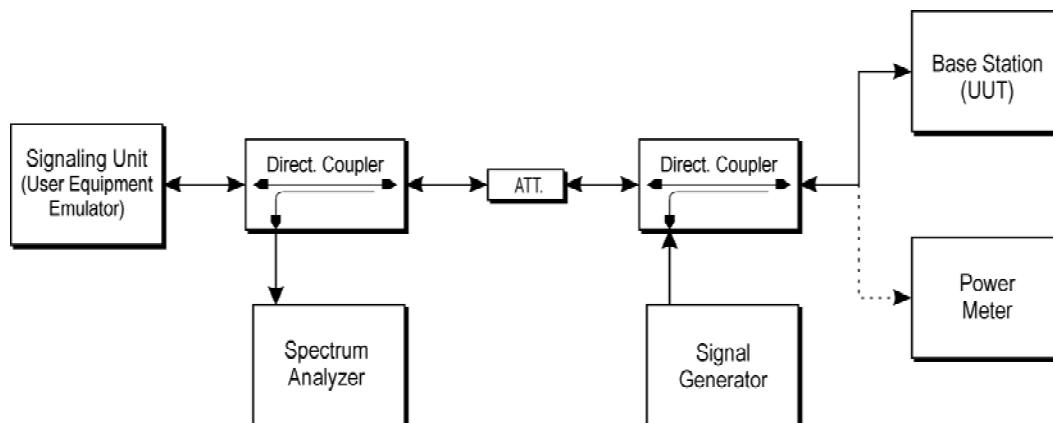 Base Station
(UUT)
Signaling Unit
(User Equipment
Emulator)
Direct. Coupler
ATT.
Direct. Coupler
Spectrum
Analyzer
Signal
Generator
Power
Meter